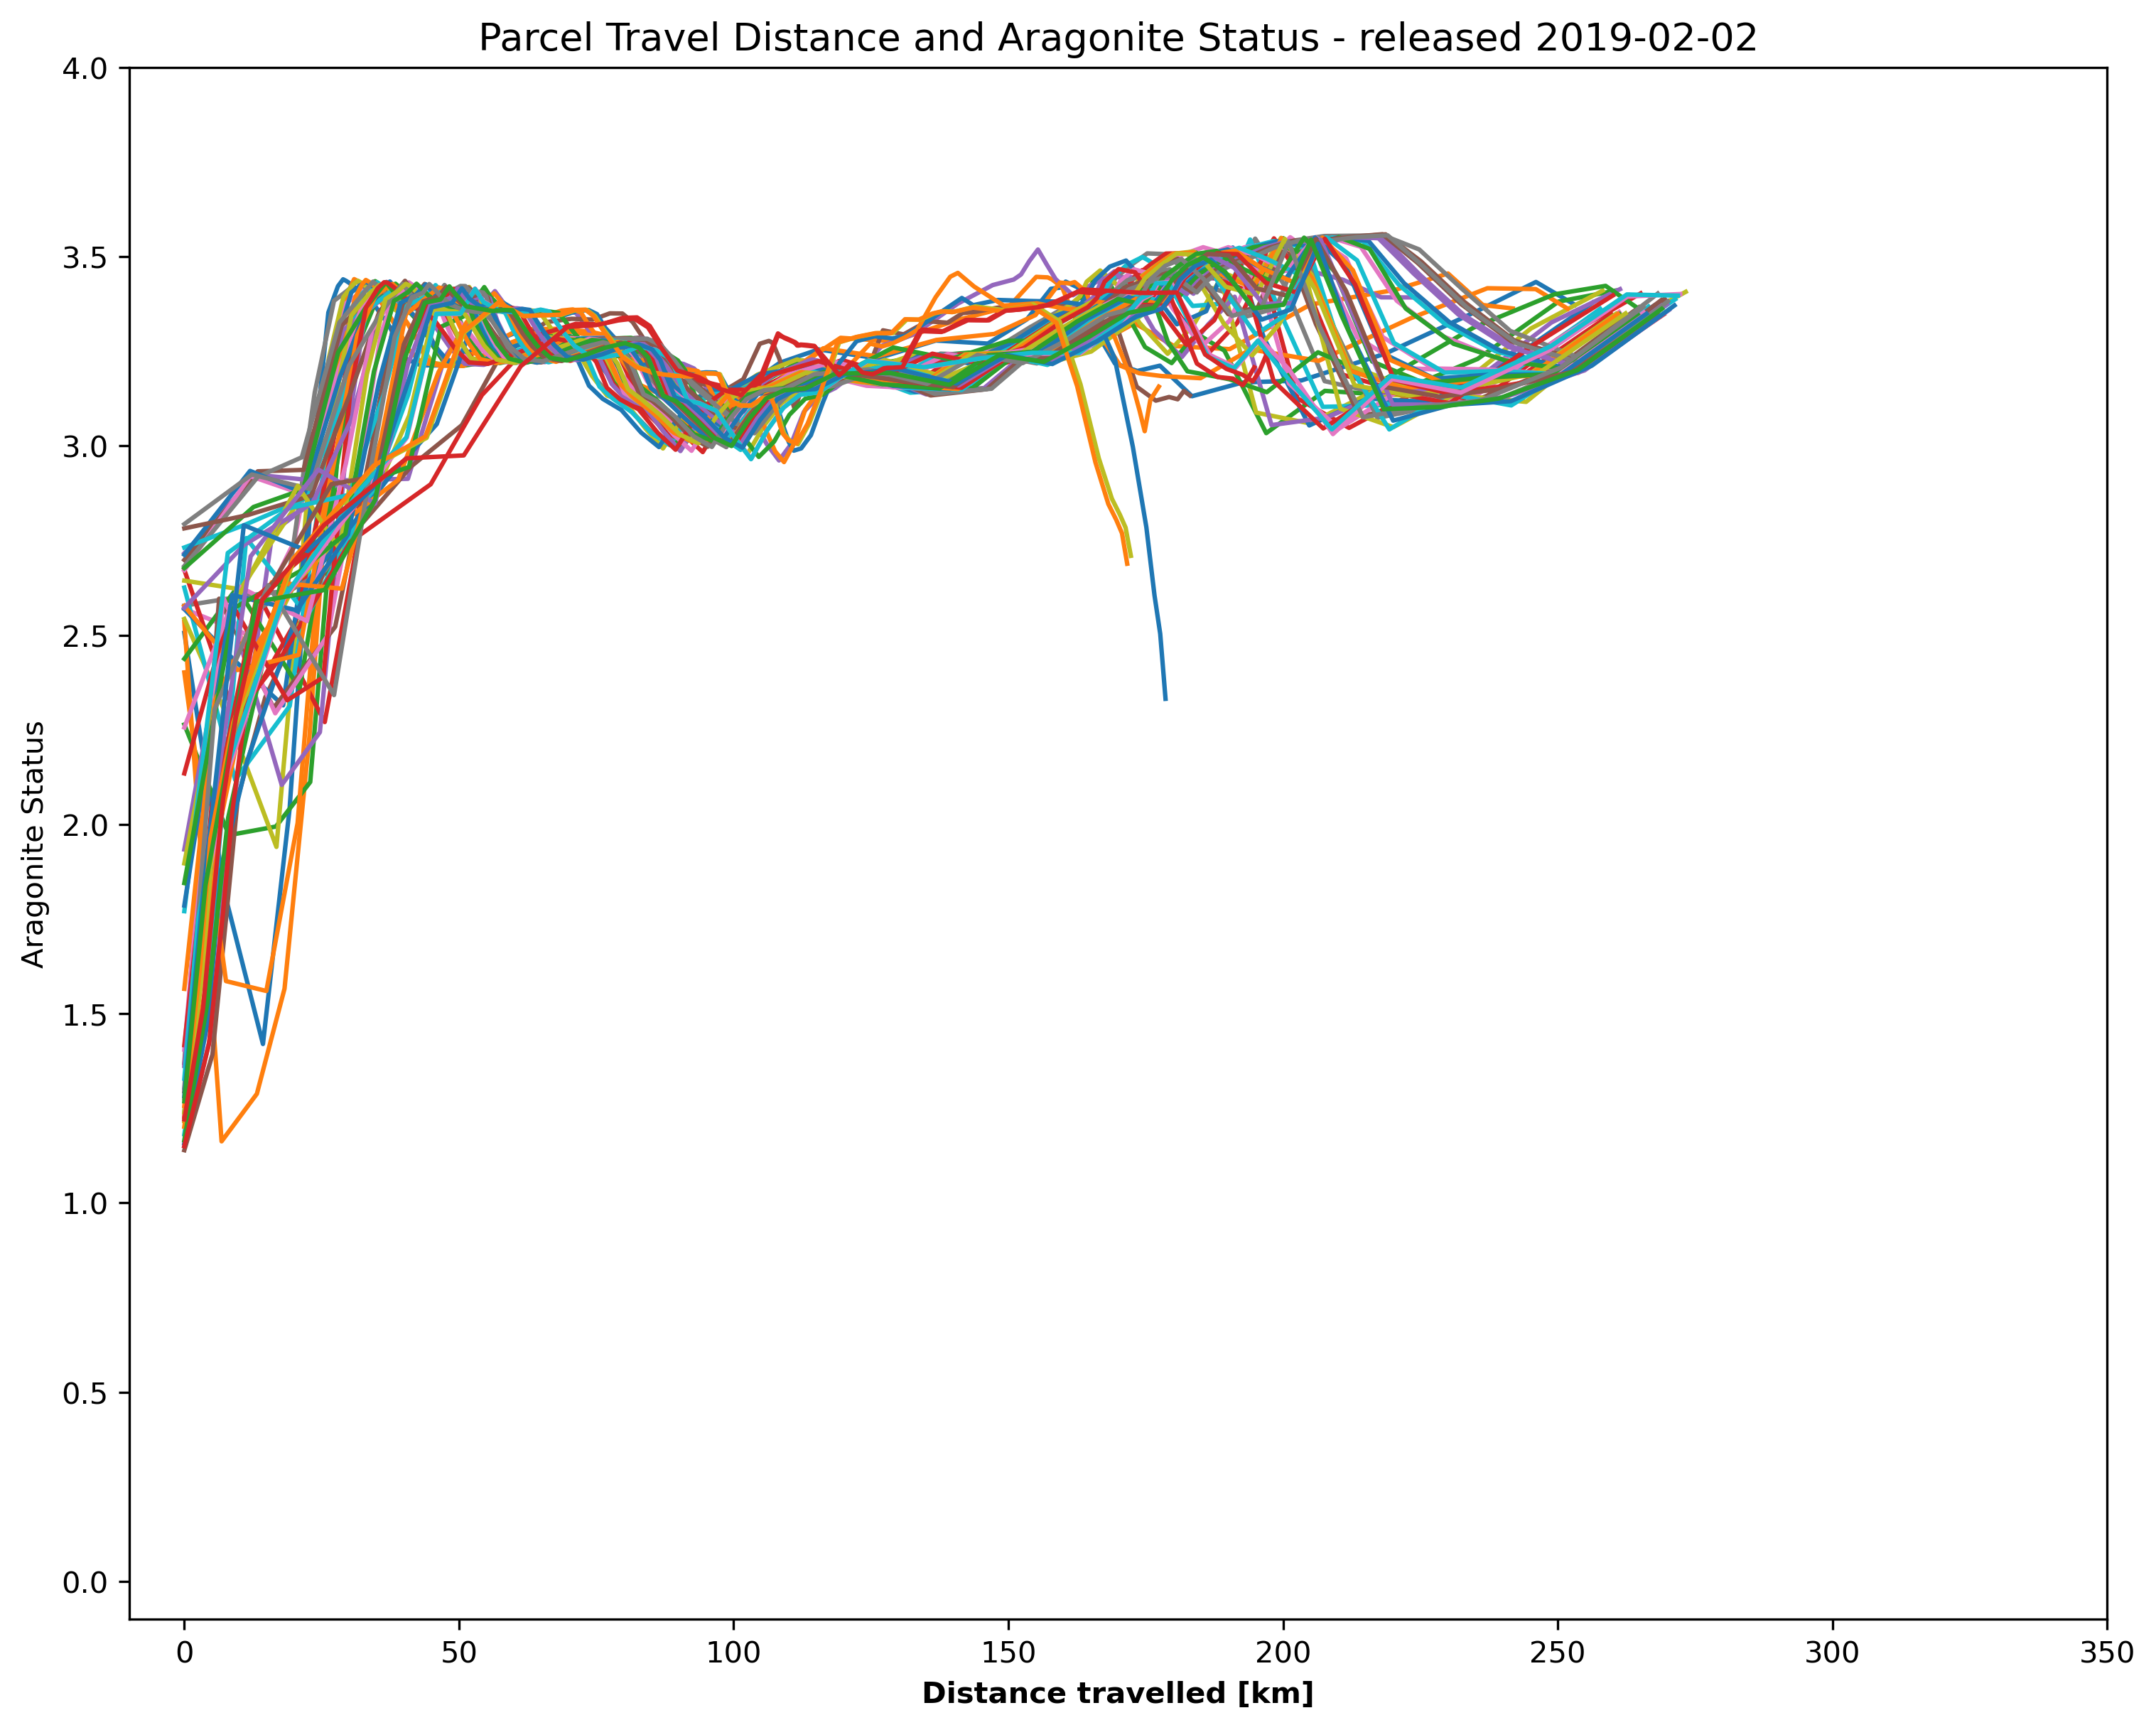 Parcel Travel Distance and Aragonite Status - released 2019-02-02
4.0
3.5
3.0
2.5
2.0
1.5
1.0
0.5
0.0
Aragonite Status
0 50 100 150 200 250 300 350
Distance travelled [km]